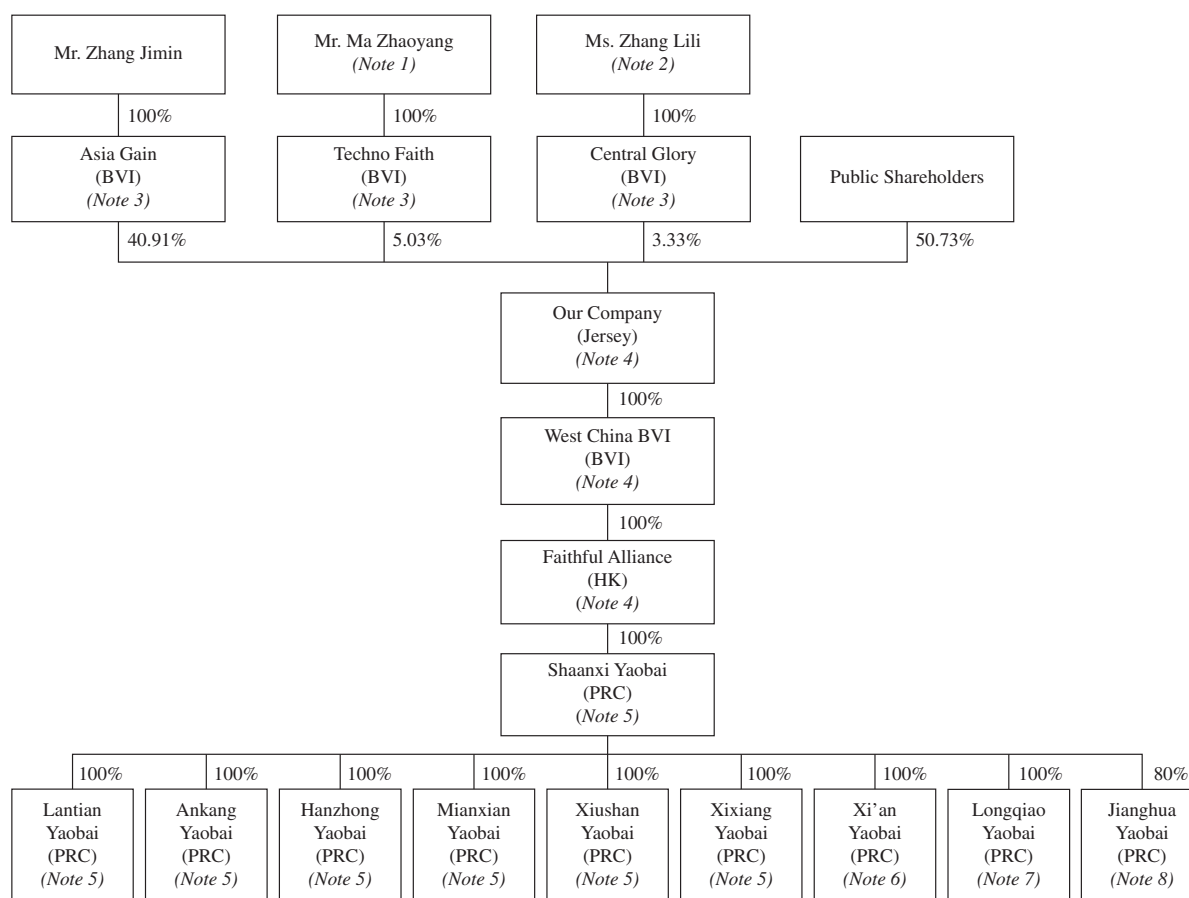 Mr. Zhang Jimin
Mr. Ma Zhaoyang
(Note 1)
Ms. Zhang Lili
(Note 2)
100%
100%
100%
Asia Gain
(BVI)
(Note 3)
Techno Faith
(BVI)
(Note 3)
Central Glory
(BVI)
(Note 3)
Public Shareholders
40.91%
5.03%
3.33%
50.73%
Our Company
(Jersey)
(Note 4)
100%
West China BVI
(BVI)
(Note 4)
100%
Faithful Alliance
(HK)
(Note 4)
100%
Shaanxi Yaobai
(PRC)
(Note 5)
100%
100%
100%
100%
100%
100%
100%
100%
80%
Lantian
Yaobai
(PRC)
(Note 5)
Ankang
Yaobai
(PRC)
(Note 5)
Hanzhong
Yaobai
(PRC)
(Note 5)
Mianxian
Yaobai
(PRC)
(Note 5)
Xiushan
Yaobai
(PRC)
(Note 5)
Xixiang
Yaobai
(PRC)
(Note 5)
Xi’an
Yaobai
(PRC)
(Note 6)
Longqiao
Yaobai
(PRC)
(Note 7)
Jianghua
Yaobai
(PRC)
(Note 8)